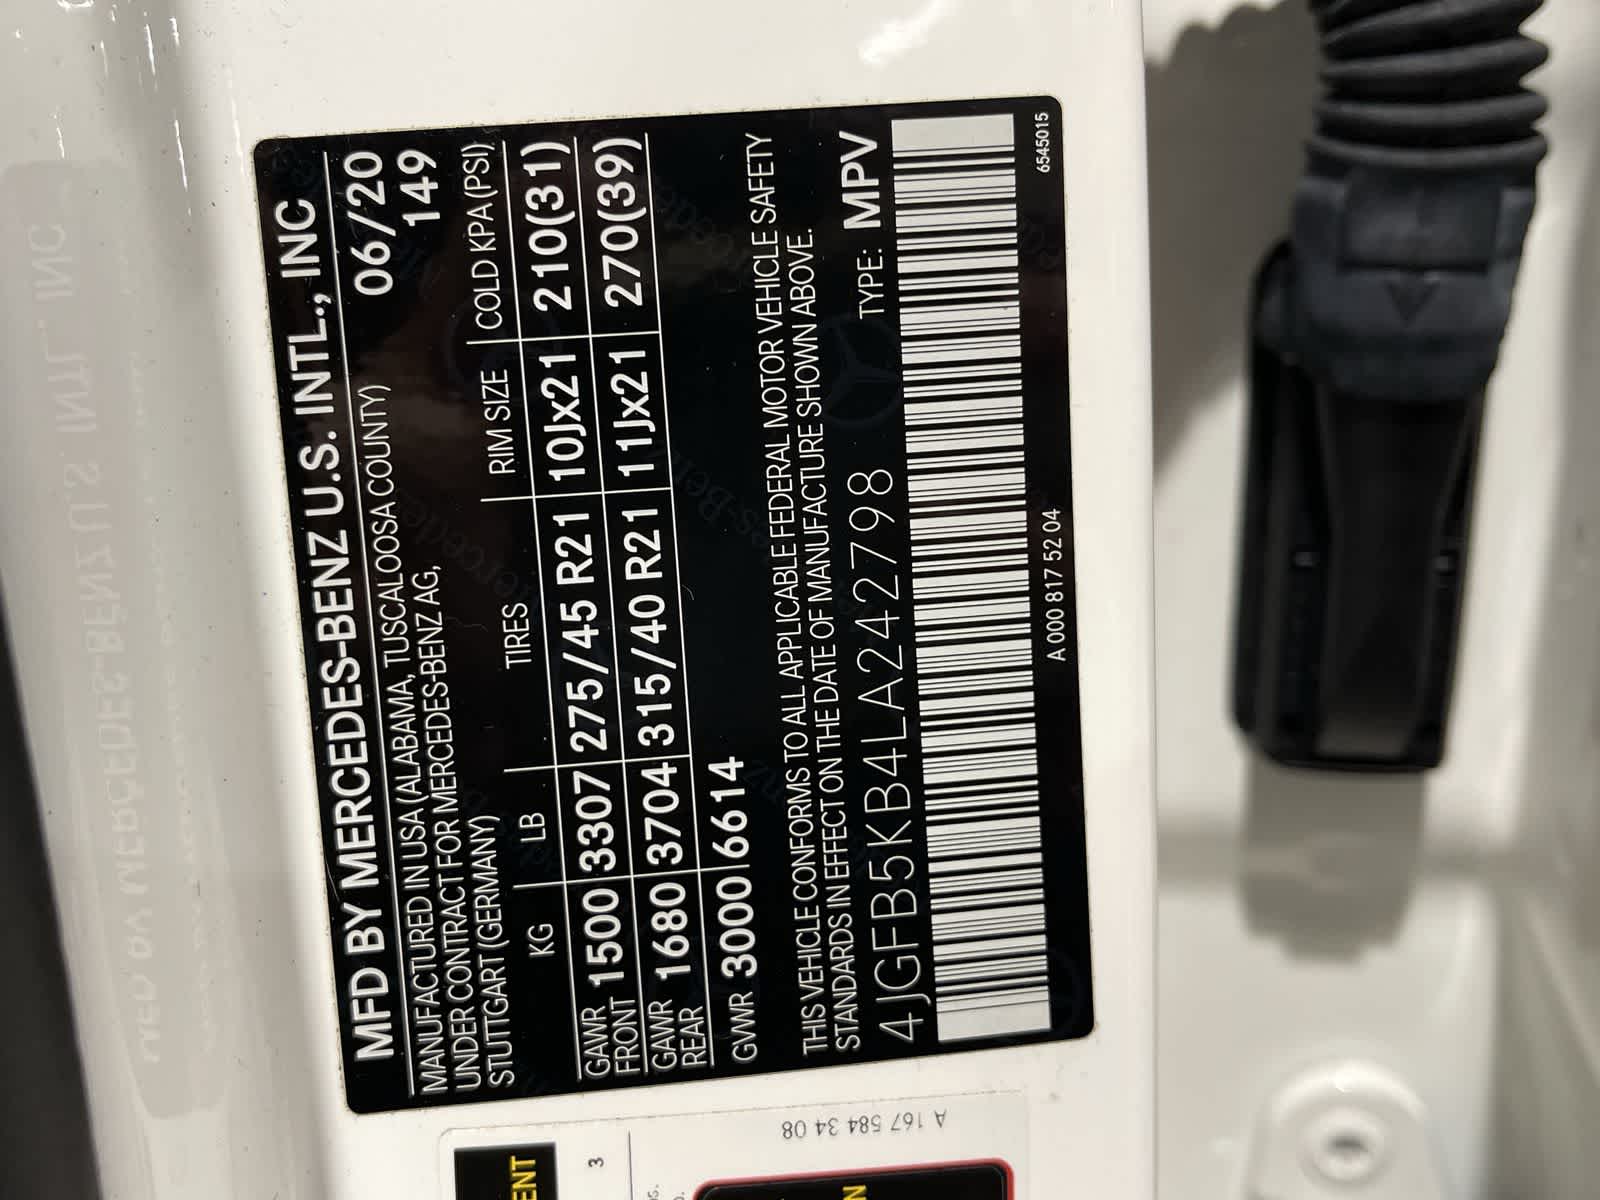 MFD BY MERCEDES-BENZ U.S. INTL., INC
MANUFACTURED IN USA (ALABAMA, TUSCALOOSA COUNTY) 06/20
UNDER CONTRACT FOR MERCEDES-BENZ AG, 149
STUTTGART (GERMANY)
KG LB TIRES RIM SIZE COLD KPA (PSI)
GAWR FRONT 1500 3307 275/45 R21 10Jx21 210(31)
GAWR REAR 1680 3704 315/40 R21 11Jx21 270(39)
GVWR 3000 6614
THIS VEHICLE CONFORMS TO ALL APPLICABLE FEDERAL MOTOR VEHICLE SAFETY
STANDARDS IN EFFECT ON THE DATE OF MANUFACTURE SHOWN ABOVE.
4JGFB5KB4LA242798 TYPE: MPV
A 000 817 52 04 6545015
A 167 584 34 08
3